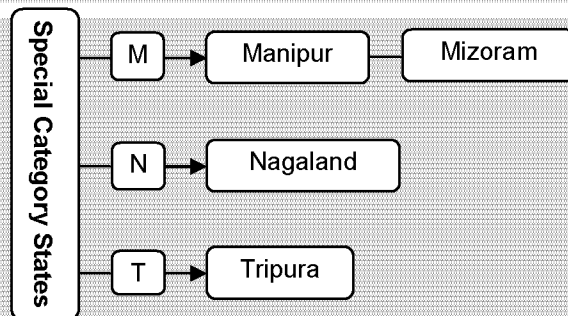 Special Category States
M Manipur Mizoram
N Nagaland
T Tripura